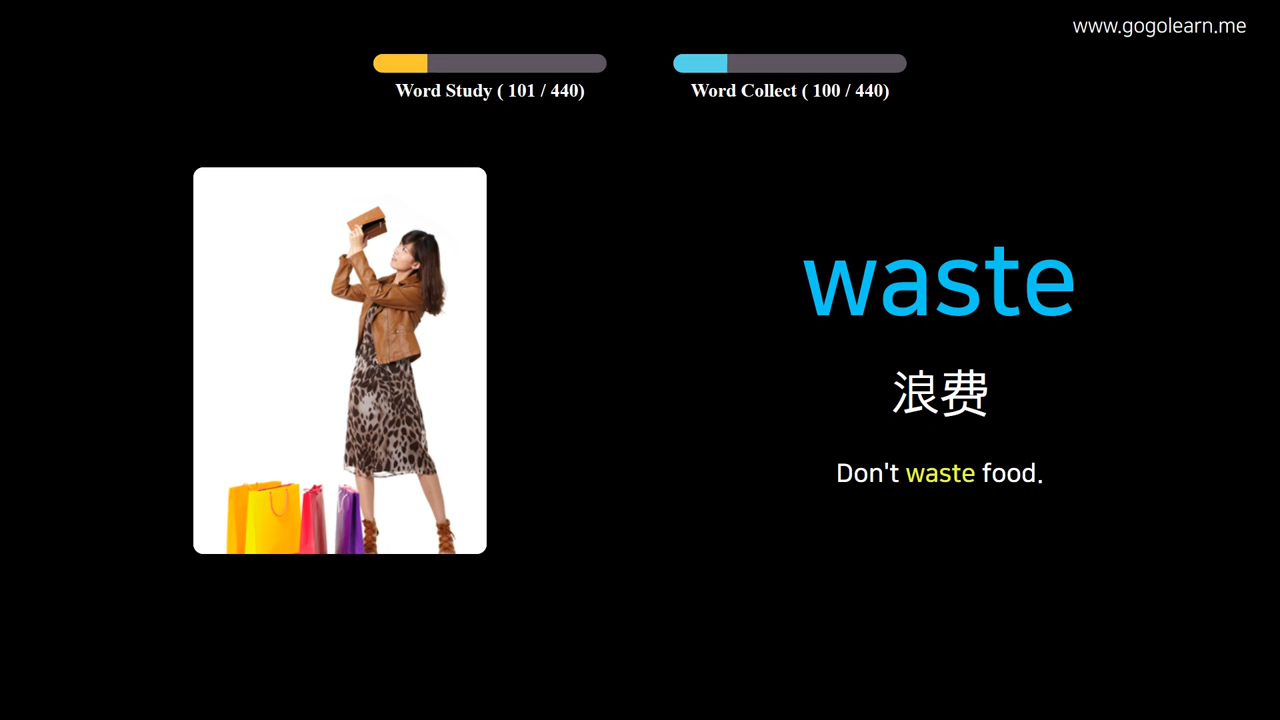 www.gogolearn.me
Word Study ( 101 / 440)
Word Collect ( 100 / 440)
waste
浪费
Don't waste food.